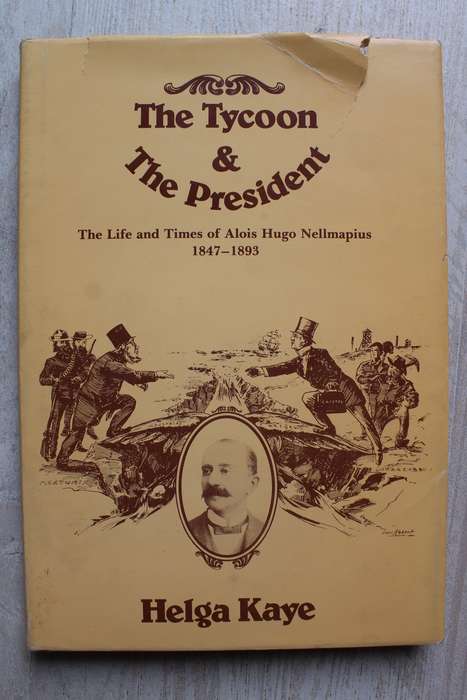 The Tycoon
&
The President
The Life and Times of Alois Hugo Nellmapius
1847–1893
Helga Kaye